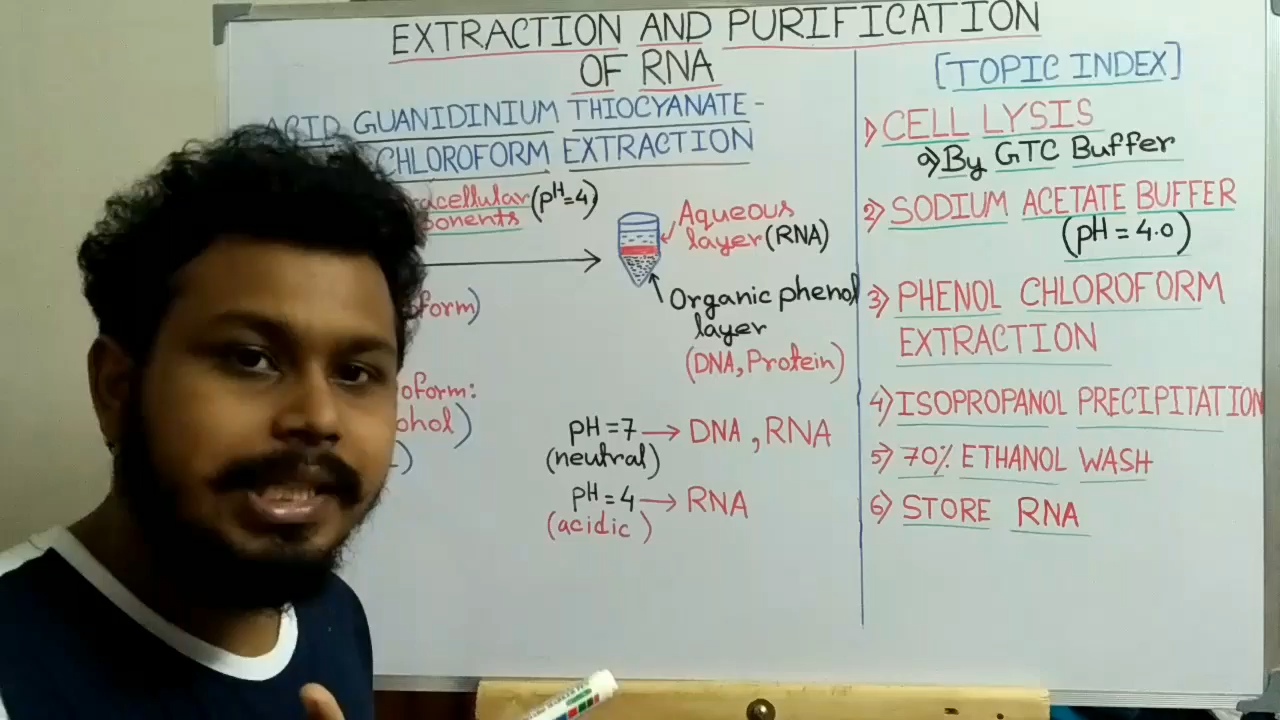 EXTRACTION AND PURIFICATION
OF RNA
ACID GUANIDINIUM THIOCYANATE-
CHLOROFORM EXTRACTION
(pH=4)
Aqueous
layer (RNA)
Organic phenol
layer
(DNA, Protein)
pH=7 → DNA, RNA
(neutral)
pH=4 → RNA
(acidic)
[TOPIC INDEX]
1) CELL LYSIS
a) By GTC Buffer
2) SODIUM ACETATE BUFFER
(pH = 4.0)
3) PHENOL CHLOROFORM
EXTRACTION
4) ISOPROPANOL PRECIPITATION
5) 70% ETHANOL WASH
6) STORE RNA